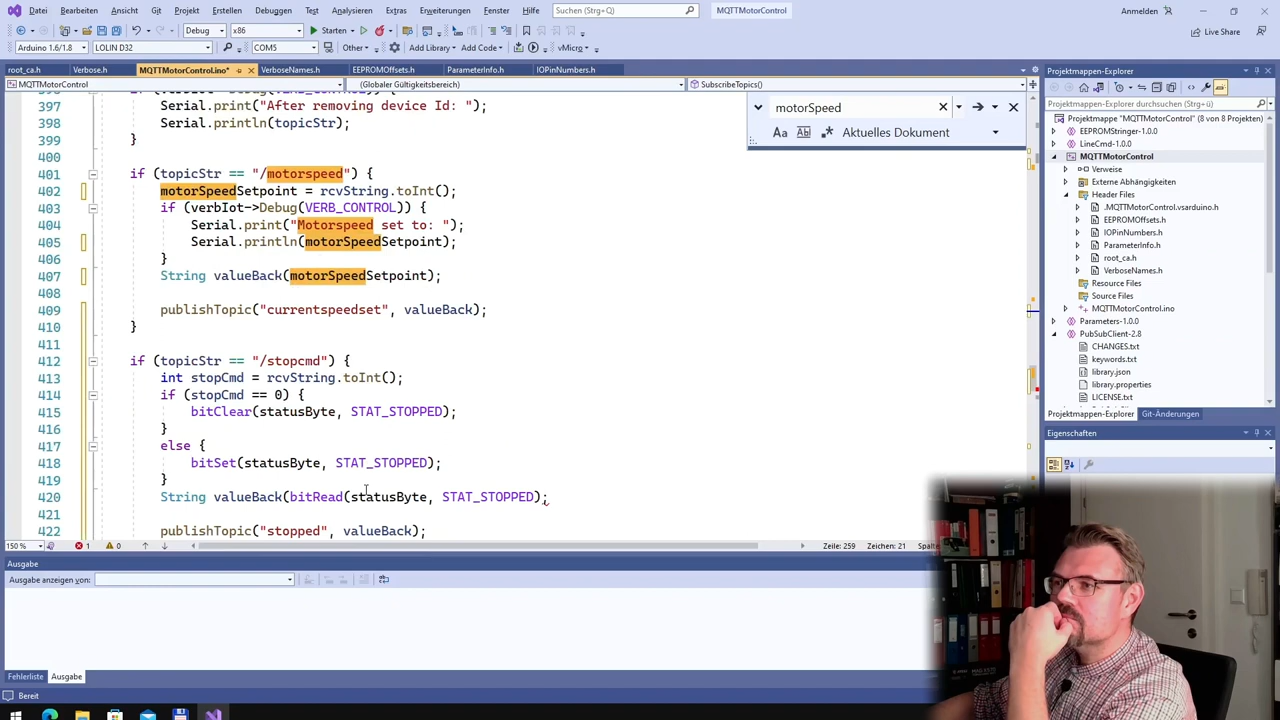 Datei Bearbeiten Ansicht Git Projekt Erstellen Debuggen Test Analysieren Extras Erweiterungen Fenster Hilfe Suchen (Strg+Q) MQTTMotorControl Anmelden
Debug x86 Starten Live Share
Arduino 1.6/1.8 LOLIN D32 COM5 Other Add Library Add Code vMicro
root_ca.h Verbose.h MQTTMotorControl.ino* VerboseNames.h EEPROMOffsets.h ParameterInfo.h IOPinNumbers.h
MQTTMotorControl (Globaler Gültigkeitsbereich) SubscribeTopics()
397 Serial.print("After removing device Id: ");
398 Serial.println(topicStr);
399 }
400
401 if (topicStr == "/motorspeed") {
402 motorSpeedSetpoint = rcvString.toInt();
403 if (verbIot->Debug(VERB_CONTROL)) {
404 Serial.print("Motorspeed set to: ");
405 Serial.println(motorSpeedSetpoint);
406 }
407 String valueBack(motorSpeedSetpoint);
408
409 publishTopic("currentspeedset", valueBack);
410 }
411
412 if (topicStr == "/stopcmd") {
413 int stopCmd = rcvString.toInt();
414 if (stopCmd == 0) {
415 bitClear(statusByte, STAT_STOPPED);
416 }
417 else {
418 bitSet(statusByte, STAT_STOPPED);
419 }
420 String valueBack(bitRead(statusByte, STAT_STOPPED);
421
422 publishTopic("stopped", valueBack);
motorSpeed
Aktuelles Dokument
150 % 1 0 Zeile: 259 Zeichen: 21
Ausgabe
Ausgabe anzeigen von:
Fehlerliste Ausgabe
Bereit
Projektmappen-Explorer
Projektmappen-Explorer durchsuchen (Strg+ü)
Projektmappe "MQTTMotorControl" (8 von 8 Projekten)
EEPROMStringer-1.0.0
LineCmd-1.0.0
MQTTMotorControl
Verweise
Externe Abhängigkeiten
Header Files
.MQTTMotorControl.vsarduino.h
EEPROMOffsets.h
IOPinNumbers.h
ParameterInfo.h
root_ca.h
VerboseNames.h
Resource Files
Source Files
MQTTMotorControl.ino
Parameters-1.0.0
PubSubClient-2.8
CHANGES.txt
keywords.txt
library.json
library.properties
LICENSE.txt
Projektmappen-Explorer Git-Änderungen
Eigenschaften